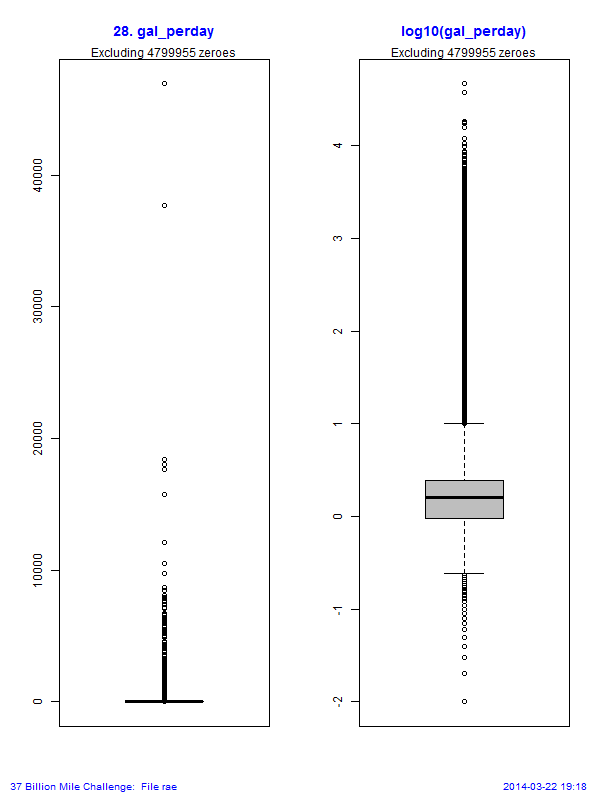 28. gal_perday
Excluding 4799955 zeroes
0
10000
20000
30000
40000
log10(gal_perday)
Excluding 4799955 zeroes
-2
-1
0
1
2
3
4
37 Billion Mile Challenge: File rae
2014-03-22 19:18